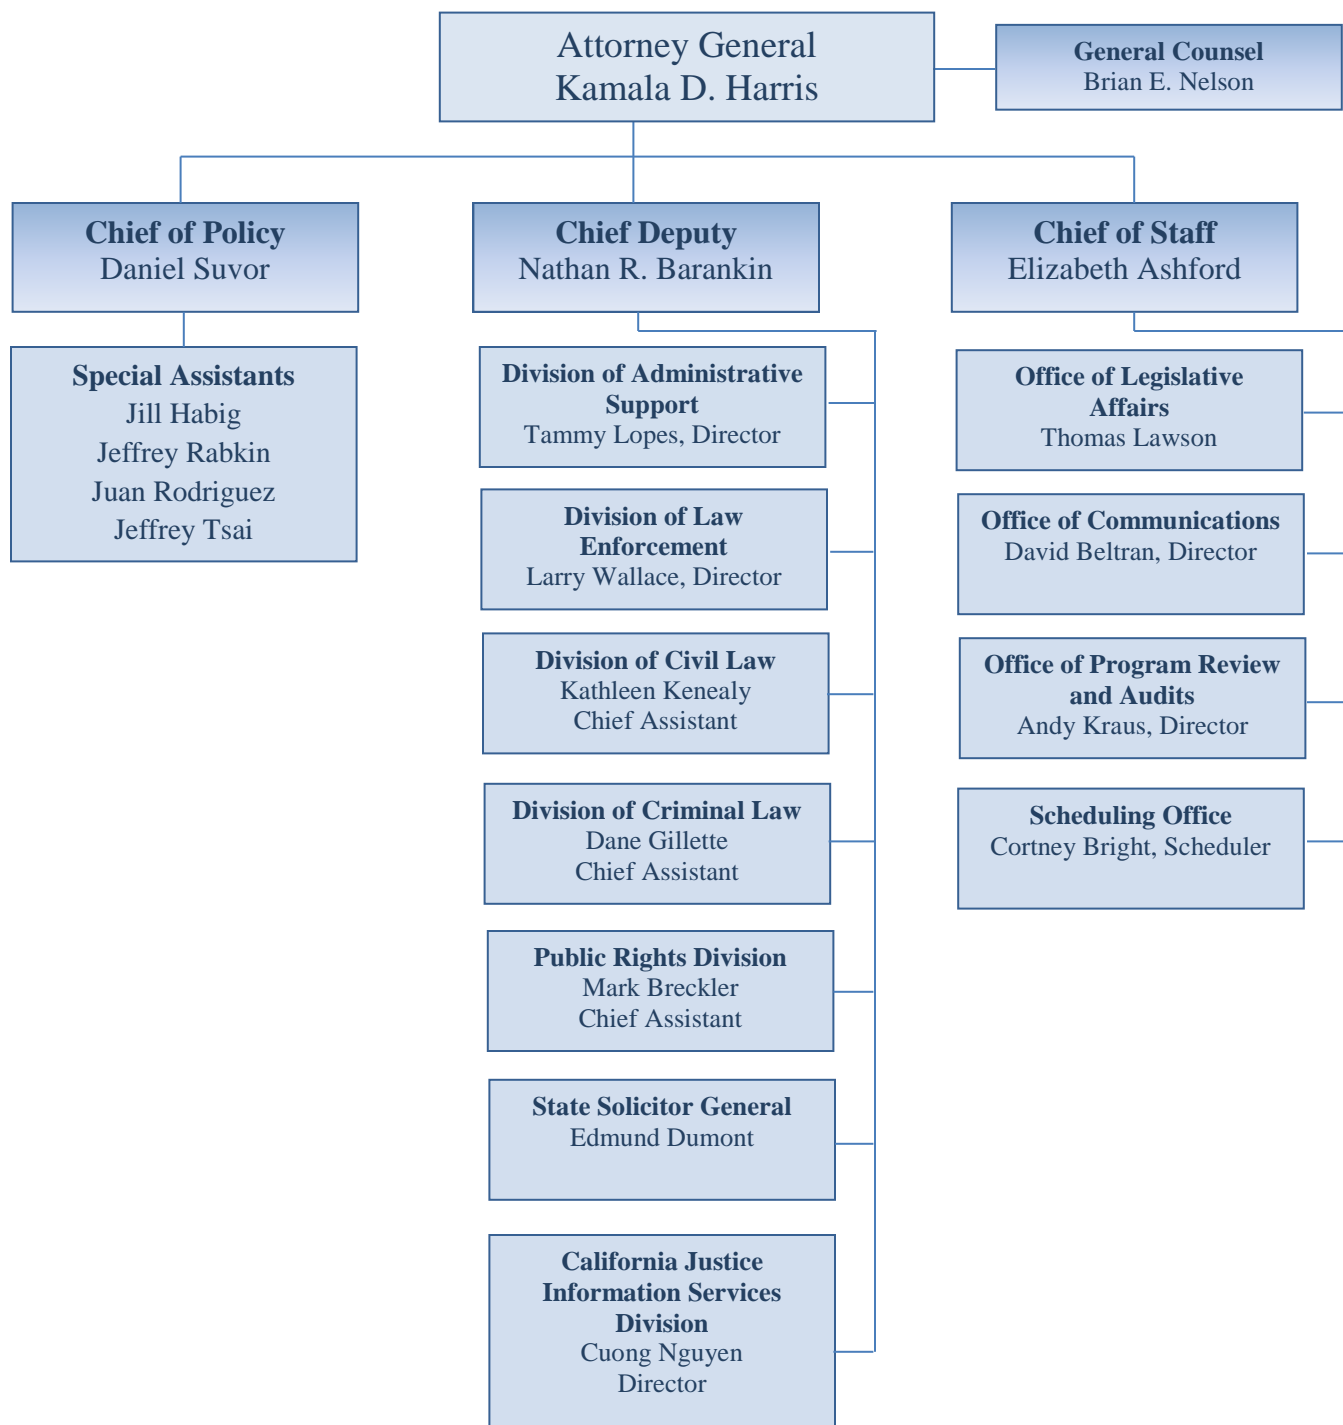 Attorney General
Kamala D. Harris
General Counsel
Brian E. Nelson
Chief of Policy
Daniel Suvor
Chief Deputy
Nathan R. Barankin
Chief of Staff
Elizabeth Ashford
Special Assistants
Jill Habig
Jeffrey Rabkin
Juan Rodriguez
Jeffrey Tsai
Division of Administrative
Support
Tammy Lopes, Director
Division of Law
Enforcement
Larry Wallace, Director
Division of Civil Law
Kathleen Kenealy
Chief Assistant
Division of Criminal Law
Dane Gillette
Chief Assistant
Public Rights Division
Mark Breckler
Chief Assistant
State Solicitor General
Edmund Dumont
California Justice
Information Services
Division
Cuong Nguyen
Director
Office of Legislative
Affairs
Thomas Lawson
Office of Communications
David Beltran, Director
Office of Program Review
and Audits
Andy Kraus, Director
Scheduling Office
Cortney Bright, Scheduler